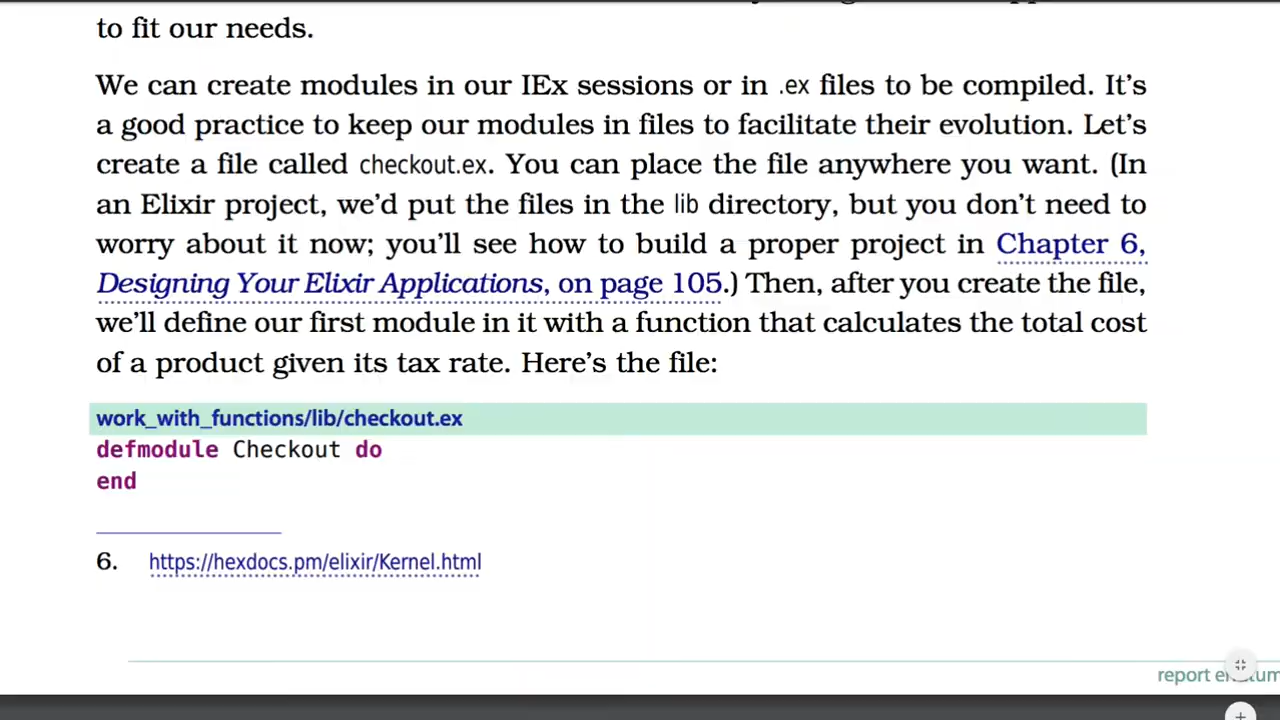 to fit our needs.
We can create modules in our IEx sessions or in .ex files to be compiled. It’s
a good practice to keep our modules in files to facilitate their evolution. Let’s
create a file called checkout.ex. You can place the file anywhere you want. (In
an Elixir project, we’d put the files in the lib directory, but you don’t need to
worry about it now; you’ll see how to build a proper project in Chapter 6,
Designing Your Elixir Applications, on page 105.) Then, after you create the file,
we’ll define our first module in it with a function that calculates the total cost
of a product given its tax rate. Here’s the file:
work_with_functions/lib/checkout.ex
defmodule Checkout do
end
6. https://hexdocs.pm/elixir/Kernel.html
report